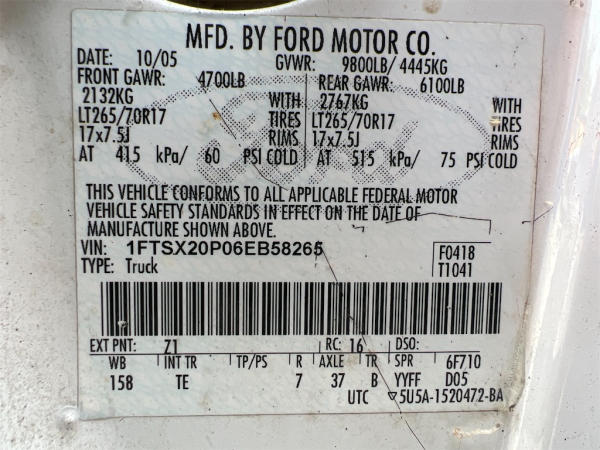 MFD. BY FORD MOTOR CO.
DATE: 10/05 GVWR: 9800LB/ 4445KG
FRONT GAWR: 4700LB REAR GAWR: 6100LB
2132KG WITH 2767KG WITH
LT265/70R17 TIRES LT265/70R17 TIRES
17x7.5J RIMS 17x7.5J RIMS
AT 415 kPa/ 60 PSI COLD AT 515 kPa/ 75 PSI COLD
THIS VEHICLE CONFORMS TO ALL APPLICABLE FEDERAL MOTOR
VEHICLE SAFETY STANDARDS IN EFFECT ON THE DATE OF
MANUFACTURE SHOWN ABOVE.
VIN: 1FTSX20P06EB58265 F0418
TYPE: Truck T1041
EXT PNT: Z1 RC: 16 DSO:
WB INT TR TP/PS R AXLE TR SPR 6F710
158 TE 7 37 B YYFF D05
UTC ▽5U5A-1520472-BA